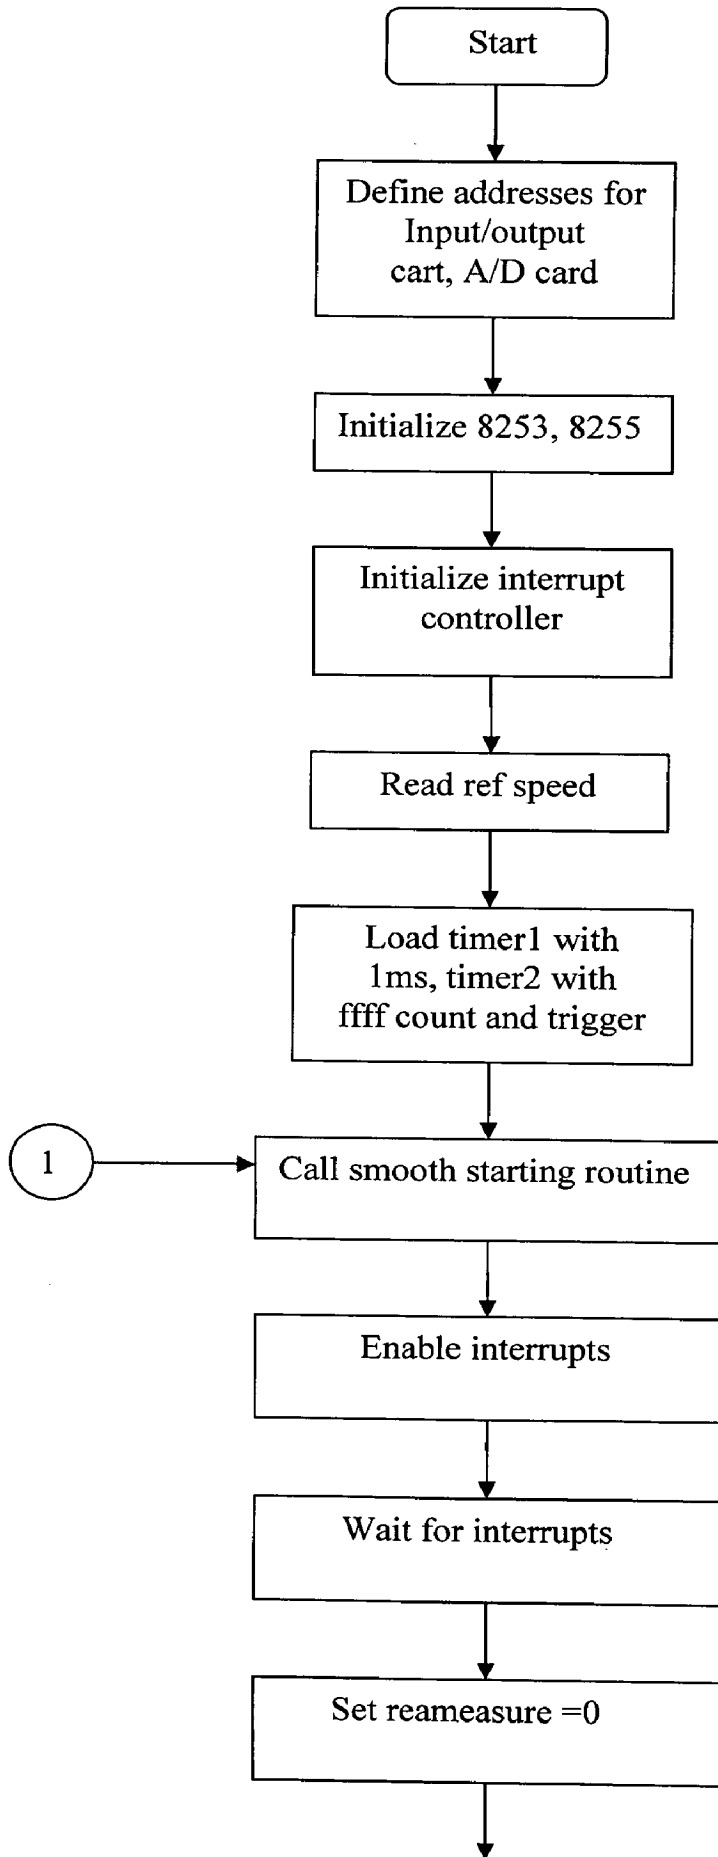 Start
Define addresses for
Input/output
cart, A/D card
Initialize 8253, 8255
Initialize interrupt
controller
Read ref speed
Load timer1 with
1ms, timer2 with
ffff count and trigger
1
Call smooth starting routine
Enable interrupts
Wait for interrupts
Set reameasure =0